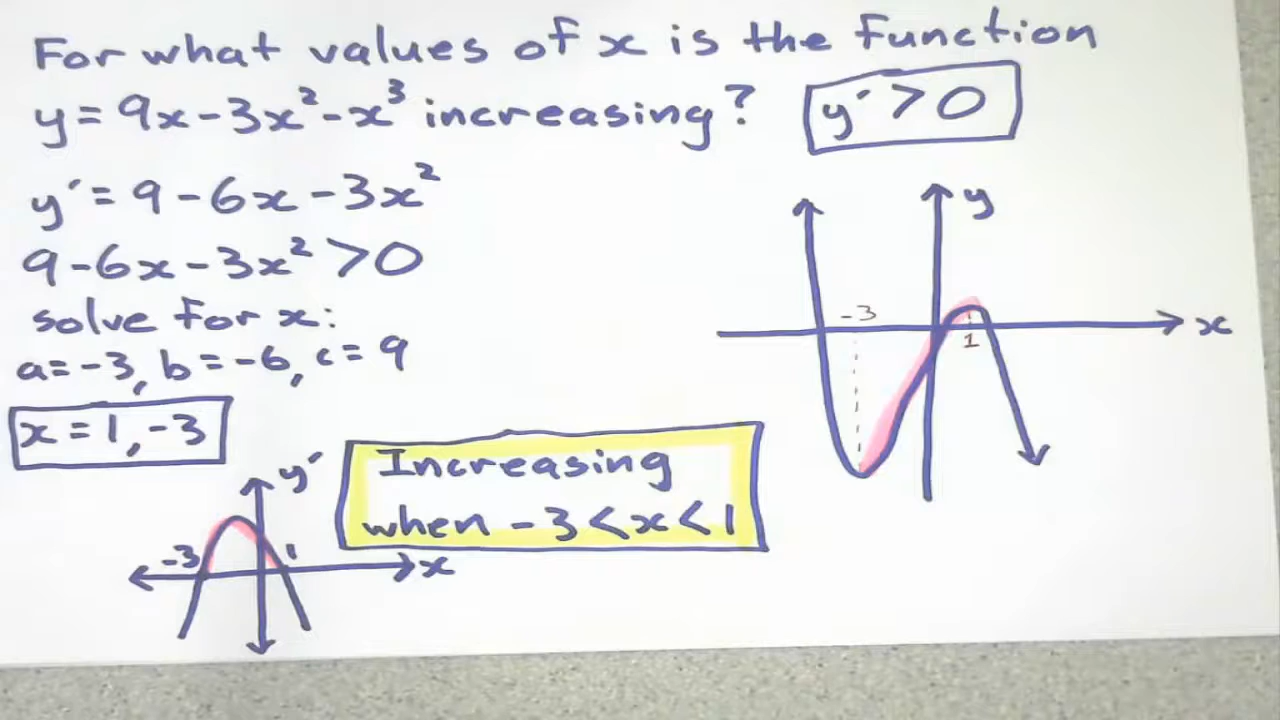 For what values of x is the function
y = 9x - 3x² - x³ increasing?
y' > 0
y' = 9 - 6x - 3x²
9 - 6x - 3x² > 0
solve for x:
a = -3, b = -6, c = 9
x = 1, -3
y
-3
x
1
Increasing
when -3 < x < 1
y'
-3
1
x